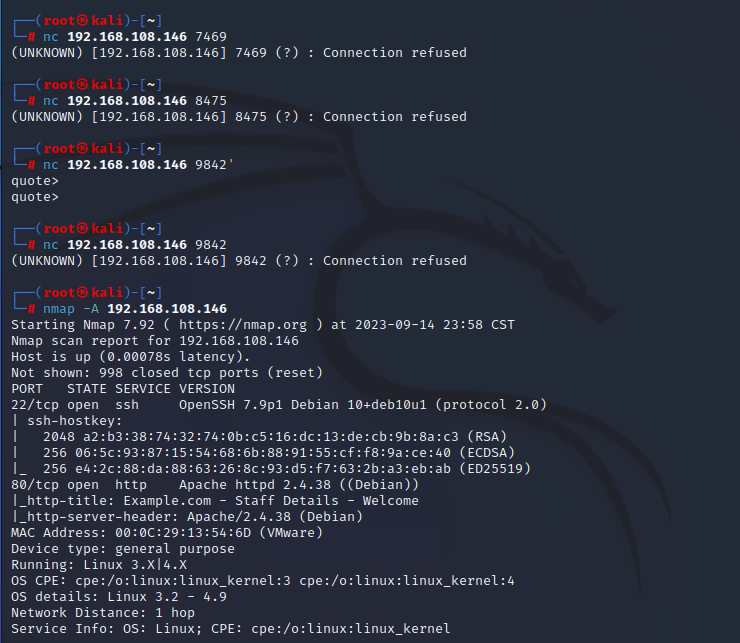 ┌──(root㉿kali)-[~]
└─# nc 192.168.108.146 7469
(UNKNOWN) [192.168.108.146] 7469 (?) : Connection refused
┌──(root㉿kali)-[~]
└─# nc 192.168.108.146 8475
(UNKNOWN) [192.168.108.146] 8475 (?) : Connection refused
┌──(root㉿kali)-[~]
└─# nc 192.168.108.146 9842'
quote>
quote>
┌──(root㉿kali)-[~]
└─# nc 192.168.108.146 9842
(UNKNOWN) [192.168.108.146] 9842 (?) : Connection refused
┌──(root㉿kali)-[~]
└─# nmap -A 192.168.108.146
Starting Nmap 7.92 ( https://nmap.org ) at 2023-09-14 23:58 CST
Nmap scan report for 192.168.108.146
Host is up (0.00078s latency).
Not shown: 998 closed tcp ports (reset)
PORT   STATE SERVICE VERSION
22/tcp open  ssh     OpenSSH 7.9p1 Debian 10+deb10u1 (protocol 2.0)
| ssh-hostkey:
|   2048 a2:b3:38:74:32:74:0b:c5:16:dc:13:de:cb:9b:8a:c3 (RSA)
|   256 06:5c:93:87:15:54:68:6b:88:91:55:cf:f8:9a:ce:40 (ECDSA)
|_  256 e4:2c:88:da:88:63:26:8c:93:d5:f7:63:2b:a3:eb:ab (ED25519)
80/tcp open  http    Apache httpd 2.4.38 ((Debian))
|_http-title: Example.com - Staff Details - Welcome
|_http-server-header: Apache/2.4.38 (Debian)
MAC Address: 00:0C:29:13:54:6D (VMware)
Device type: general purpose
Running: Linux 3.X|4.X
OS CPE: cpe:/o:linux:linux_kernel:3 cpe:/o:linux:linux_kernel:4
OS details: Linux 3.2 - 4.9
Network Distance: 1 hop
Service Info: OS: Linux; CPE: cpe:/o:linux:linux_kernel